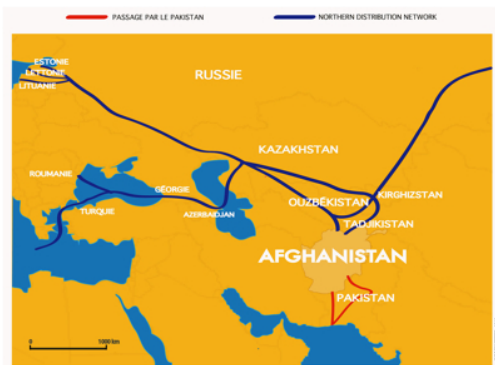 PASSAGE PAR LE PAKISTAN
NORTHERN DISTRIBUTION NETWORK
ESTONIE
LETTONIE
LITUANIE
RUSSIE
KAZAKHSTAN
ROUMANIE
GÉORGIE
TURQUIE
AZERBAIDJAN
OUZBÉKISTAN
KIRGHIZSTAN
TADJIKISTAN
AFGHANISTAN
PAKISTAN
0 1000 km